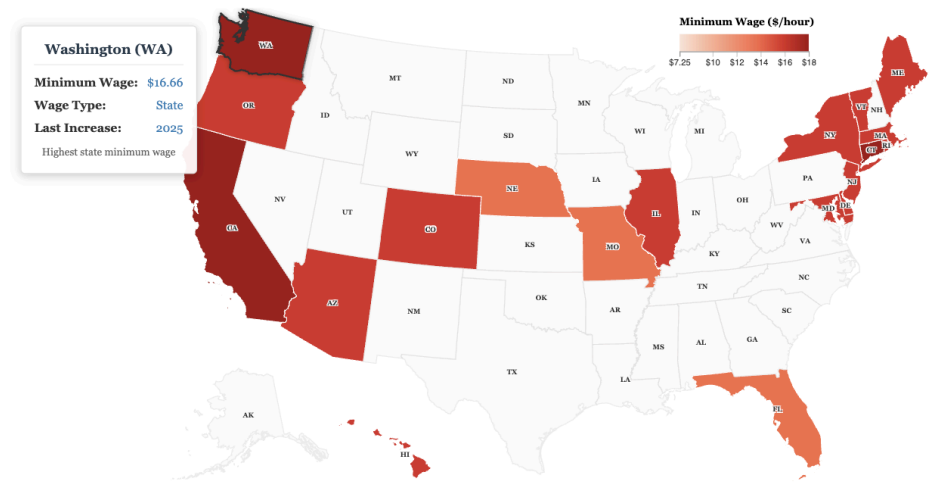 Minimum Wage ($/hour)
$7.25 $10 $12 $14 $16 $18
Washington (WA)
Minimum Wage: $16.66
Wage Type: State
Last Increase: 2025
Highest state minimum wage
WA
MT
ND
MN
ME
OR
ID
SD
WI
MI
VT
NH
NY
MA
CT
RI
WY
NE
IA
PA
NJ
NV
UT
CO
IL
IN
OH
MD
DE
CA
KS
MO
WV
VA
KY
AZ
NM
OK
AR
TN
NC
SC
TX
LA
MS
AL
GA
FL
AK
HI